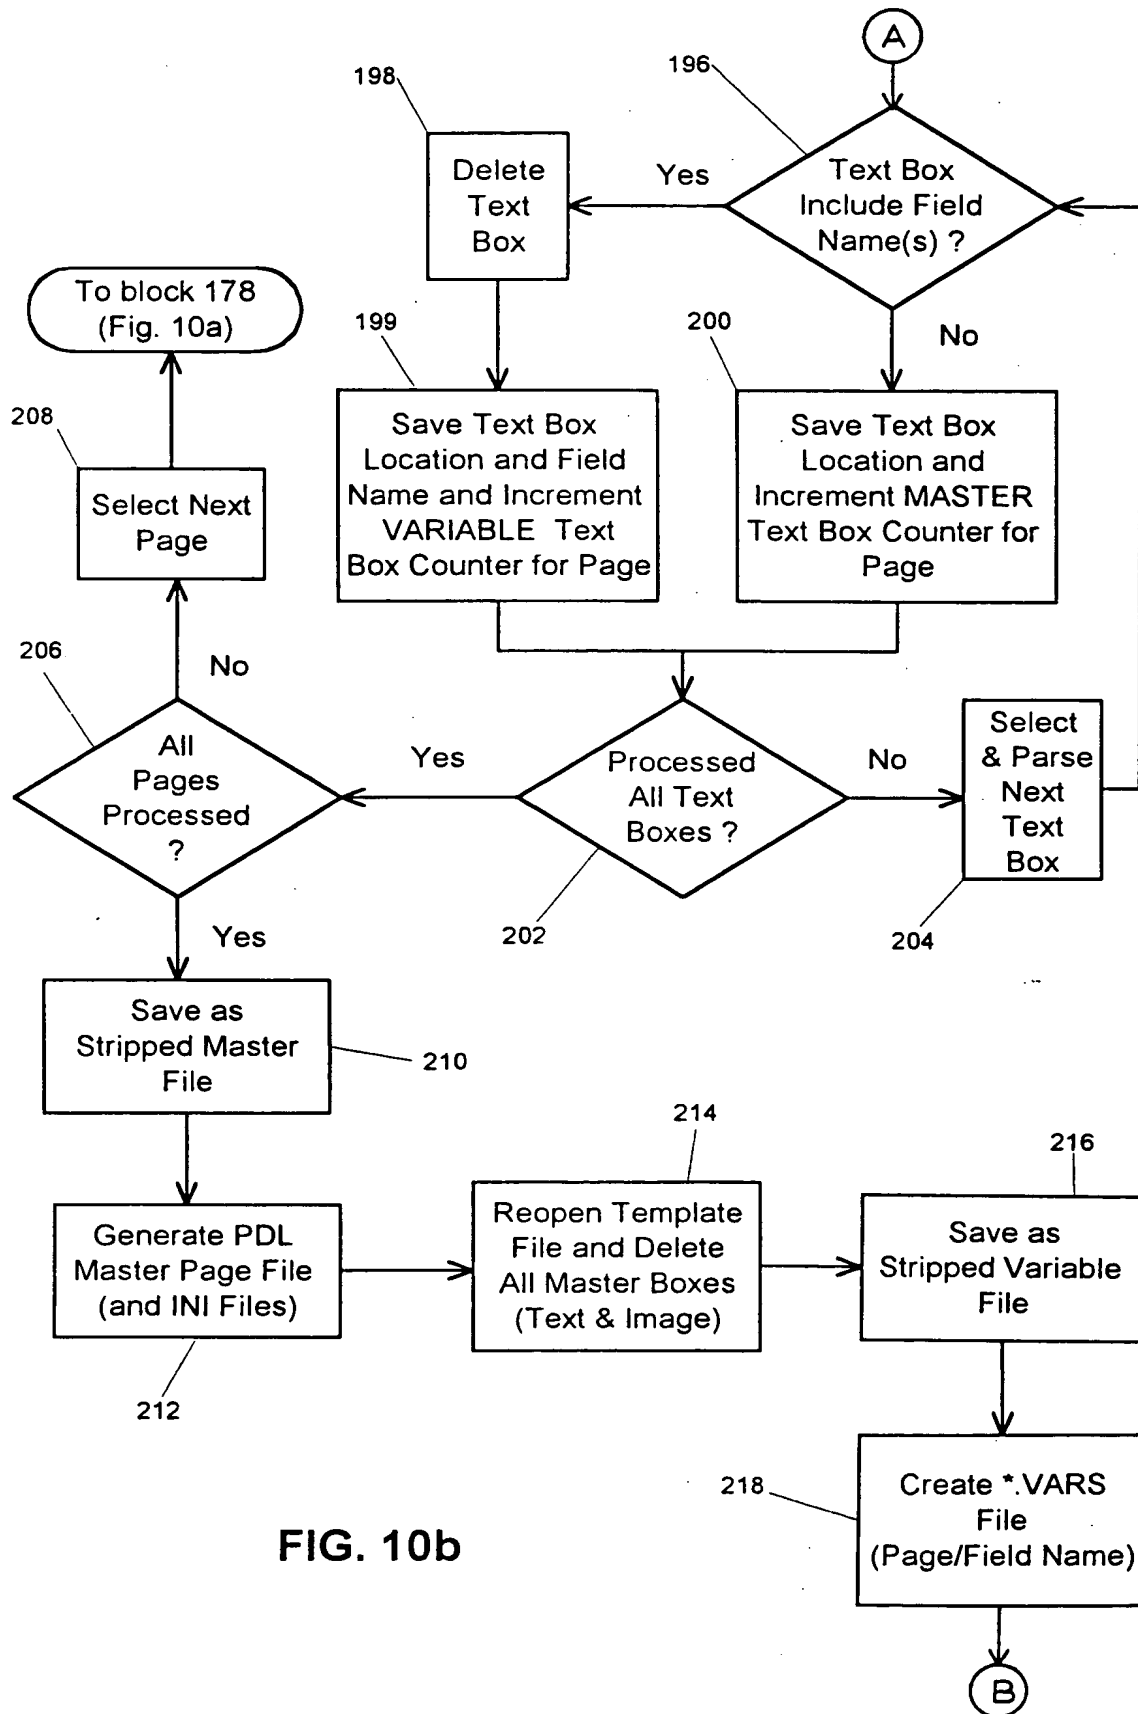 A
196
198
Text Box
Include Field
Name(s) ?
Yes
Delete
Text
Box
No
To block 178
(Fig. 10a)
199
200
Save Text Box
Location and Field
Name and Increment
VARIABLE Text
Box Counter for Page
Save Text Box
Location and
Increment MASTER
Text Box Counter for
Page
208
Select Next
Page
206
No
All
Pages
Processed
?
Yes
Processed
All Text
Boxes ?
No
Select
& Parse
Next
Text
Box
202
204
Yes
Save as
Stripped Master
File
210
Generate PDL
Master Page File
(and INI Files)
212
214
Reopen Template
File and Delete
All Master Boxes
(Text & Image)
216
Save as
Stripped Variable
File
218
Create *.VARS
File
(Page/Field Name)
FIG. 10b
B